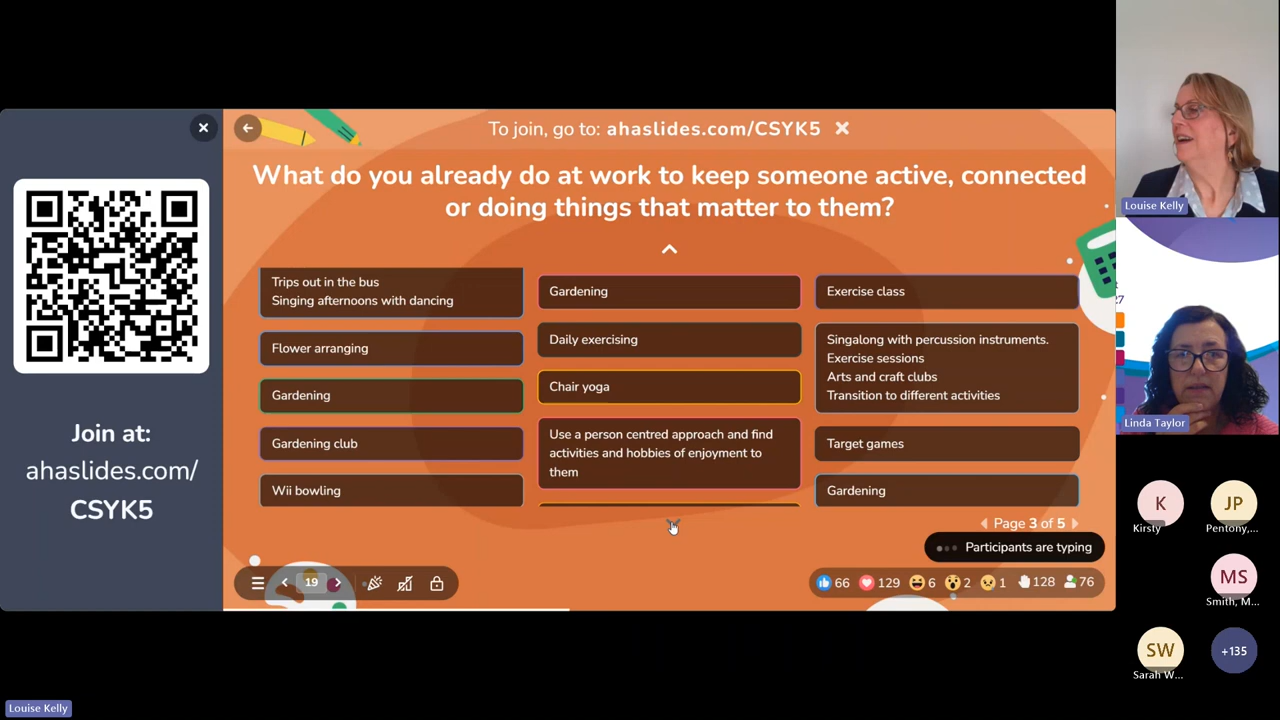 To join, go to: ahaslides.com/CSYK5
What do you already do at work to keep someone active, connected
or doing things that matter to them?
Join at:
ahaslides.com/
CSYK5
Trips out in the bus
Singing afternoons with dancing
Flower arranging
Gardening
Gardening club
Wii bowling
Gardening
Daily exercising
Chair yoga
Use a person centred approach and find
activities and hobbies of enjoyment to
them
Exercise class
Singalong with percussion instruments.
Exercise sessions
Arts and craft clubs
Transition to different activities
Target games
Gardening
Page 3 of 5
Participants are typing
19
66
129
6
2
1
128
76
Louise Kelly
27
Linda Taylor
K
Kirsty
JP
Pentony,...
MS
Smith, M...
SW
Sarah W...
+135
Louise Kelly